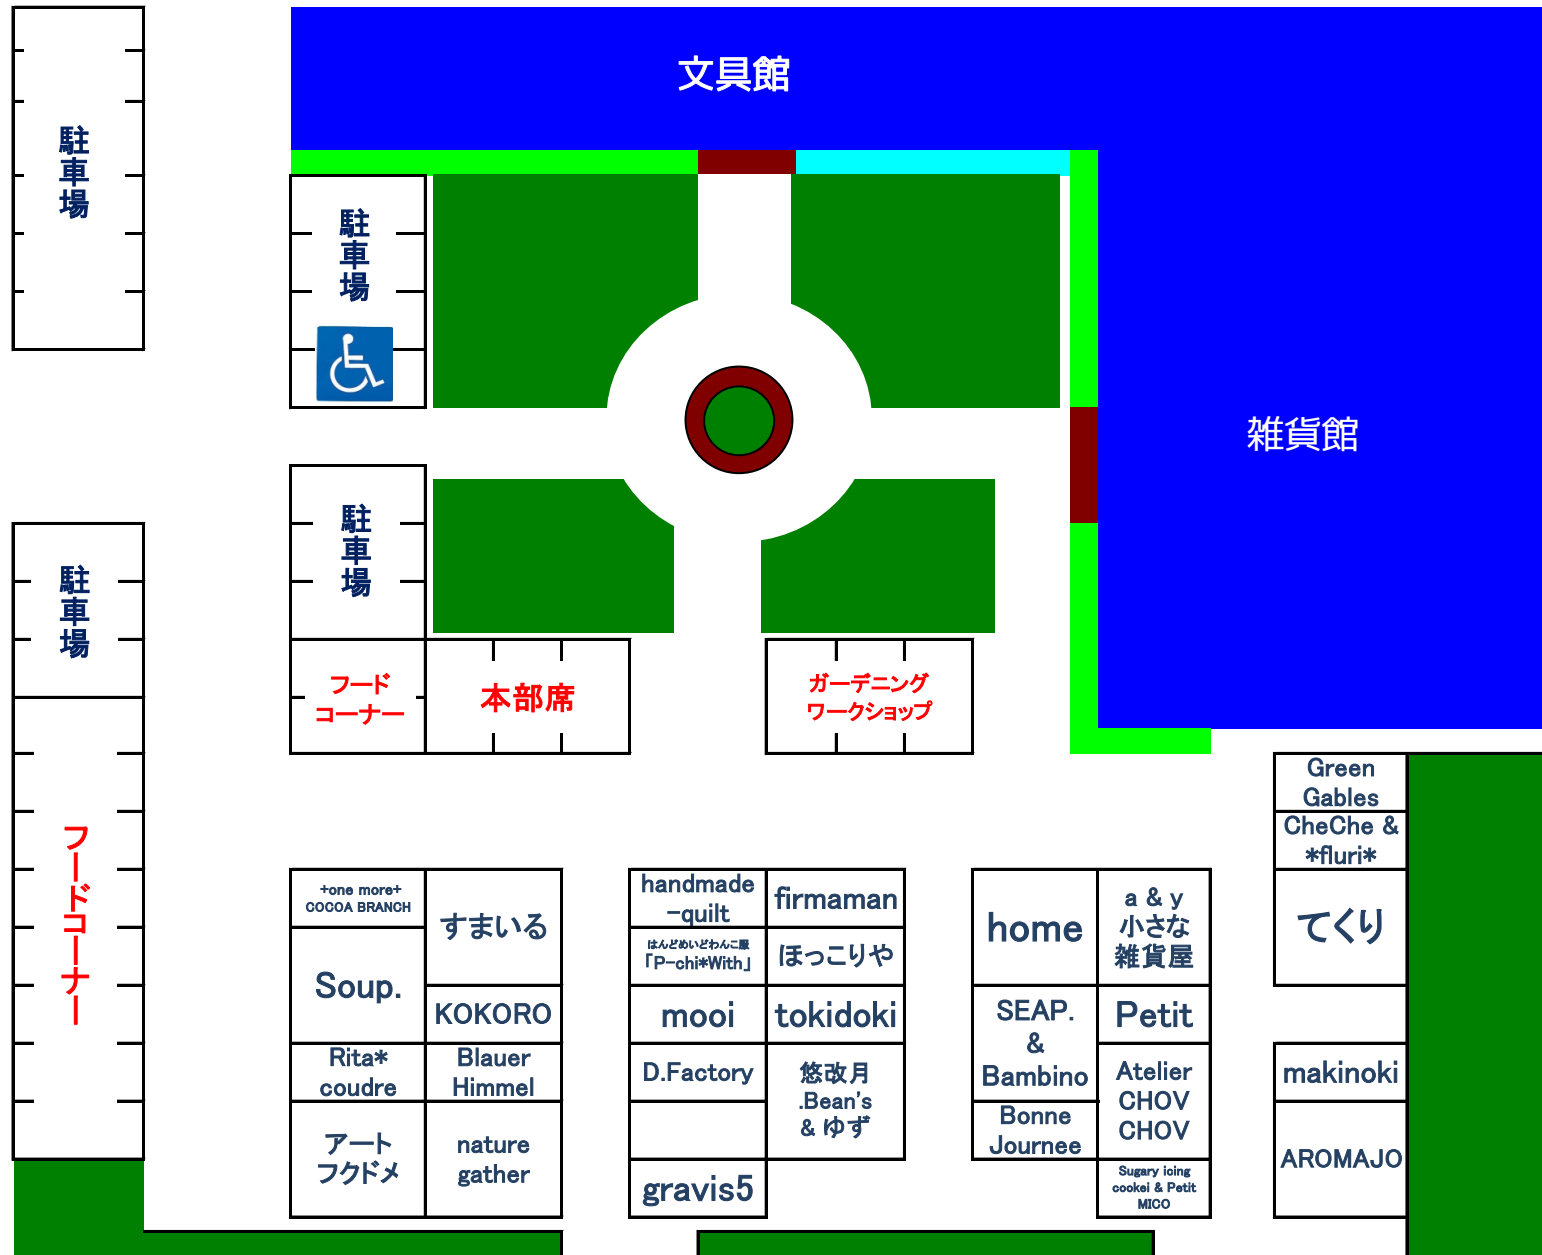 文具館
駐車場
駐車場
雑貨館
駐車場
駐車場
フード
コーナー
本部席
ガーデニング
ワークショップ
フードコーナー
Green
Gables
CheChe &
*fluri*
てくり
makinoki
AROMAJO
+one more+
COCOA BRANCH
すまいる
Soup.
KOKORO
Rita*
coudre
Blauer
Himmel
アート
フクドメ
nature
gather
handmade
-quilt
firmaman
はんどめいどわんこ服
「P-chi*With」
ほっこりや
mooi
tokidoki
D.Factory
悠改月
.Bean's
& ゆず
gravis5
home
a & y
小さな
雑貨屋
SEAP.
&
Bambino
Petit
Atelier
CHOV
CHOV
Bonne
Journee
Sugary icing
cookei & Petit
MICO